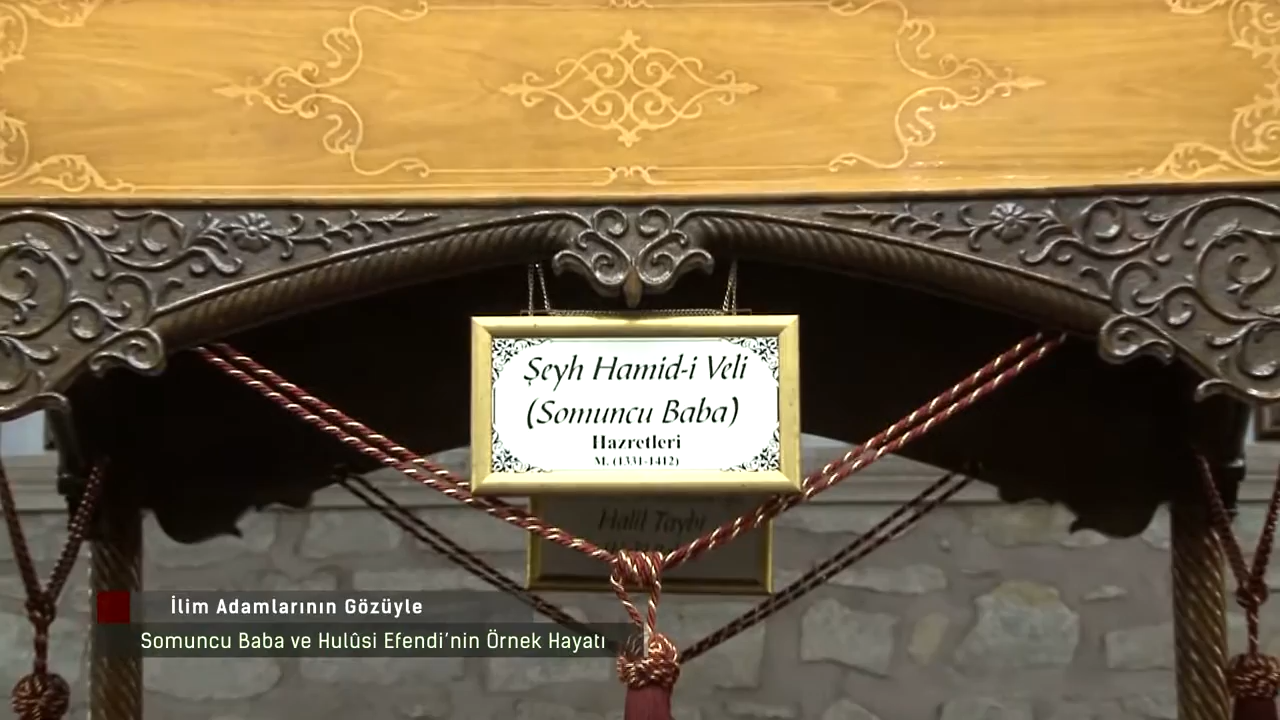 Şeyh Hamid-i Veli
(Somuncu Baba)
Hazretleri
M. (1331-1412)
Halil Taybi
İlim Adamlarının Gözüyle
Somuncu Baba ve Hulûsi Efendi'nin Örnek Hayatı